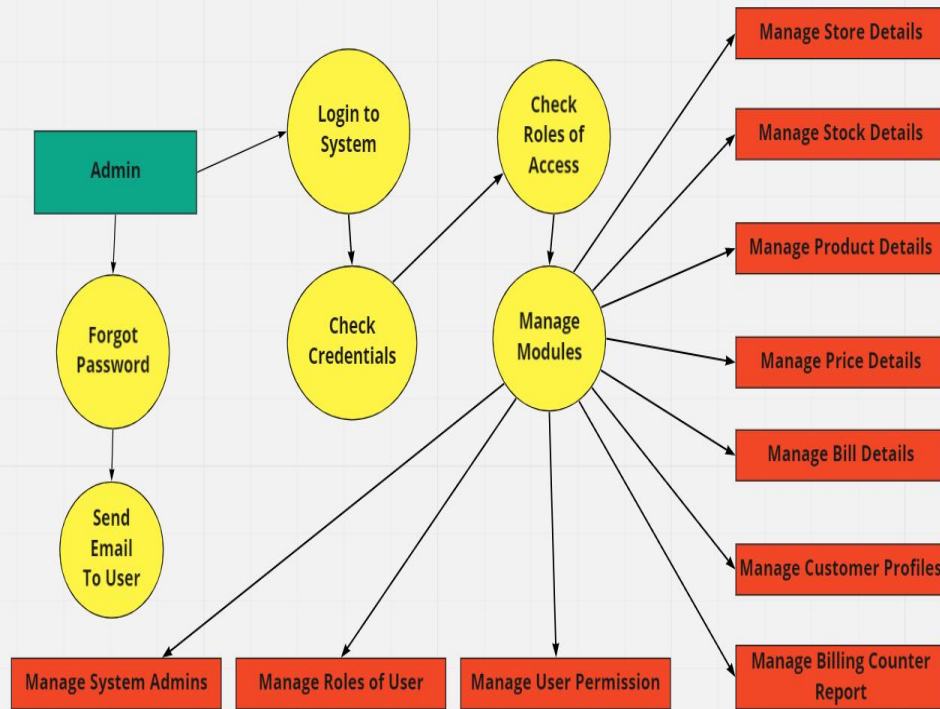 Admin
Login to
System
Check
Roles of
Access
Forgot
Password
Check
Credentials
Manage
Modules
Send
Email
To User
Manage Store Details
Manage Stock Details
Manage Product Details
Manage Price Details
Manage Bill Details
Manage Customer Profiles
Manage Billing Counter
Report
Manage System Admins
Manage Roles of User
Manage User Permission